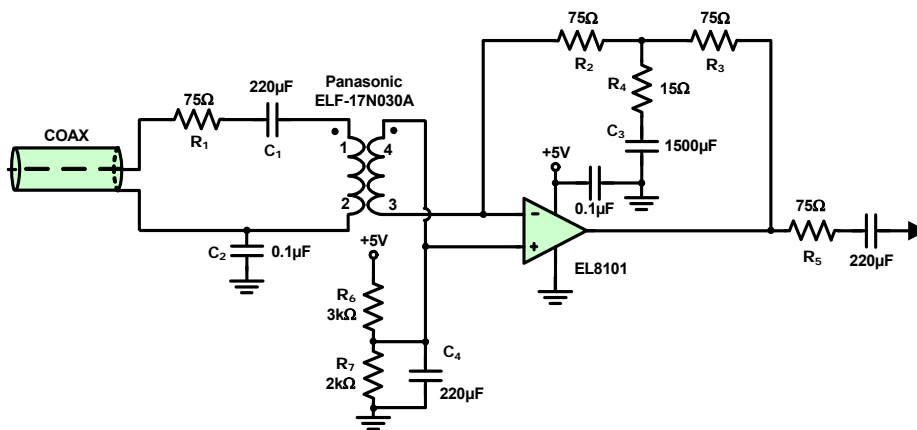 75Ω
75Ω
R2
R3
R4
15Ω
Panasonic
ELF-17N030A
220µF
75Ω
R1
C1
C3
1500µF
COAX
1
4
+5V
0.1µF
2
3
75Ω
C2
0.1µF
+5V
−
+
EL8101
R5
220µF
R6
3kΩ
R7
2kΩ
C4
220µF